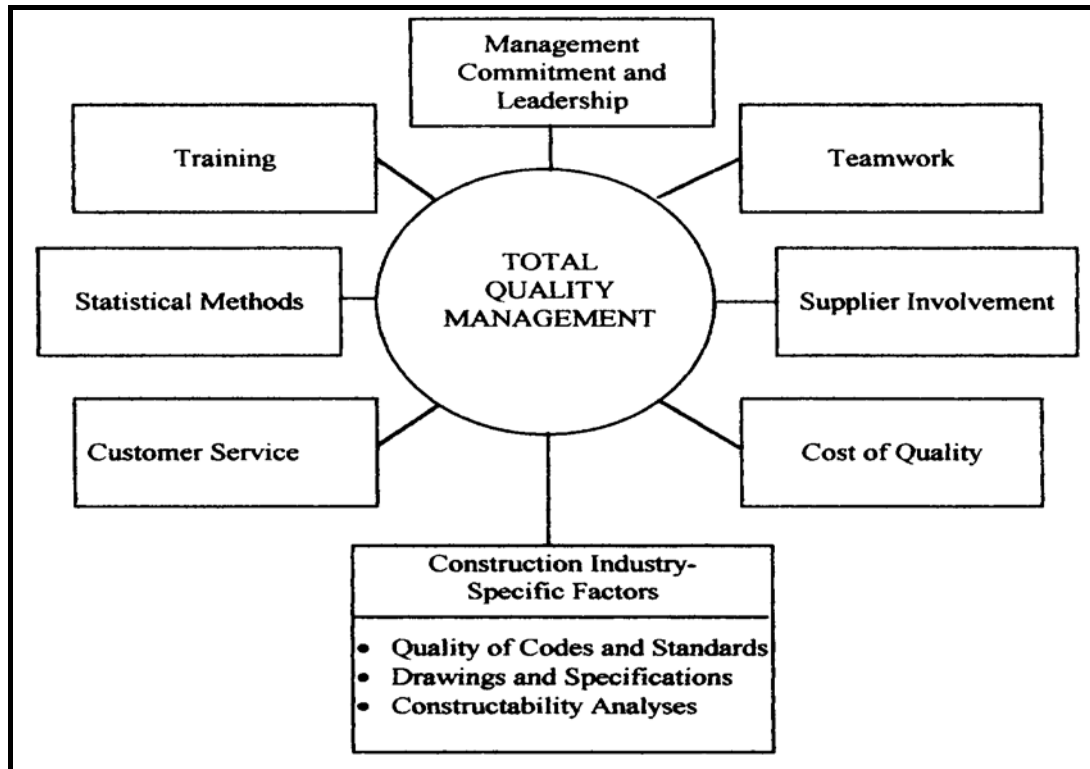 Management
Commitment and
Leadership
Training
Teamwork
TOTAL
QUALITY
MANAGEMENT
Statistical Methods
Supplier Involvement
Customer Service
Cost of Quality
Construction Industry-
Specific Factors
• Quality of Codes and Standards
• Drawings and Specifications
• Constructability Analyses